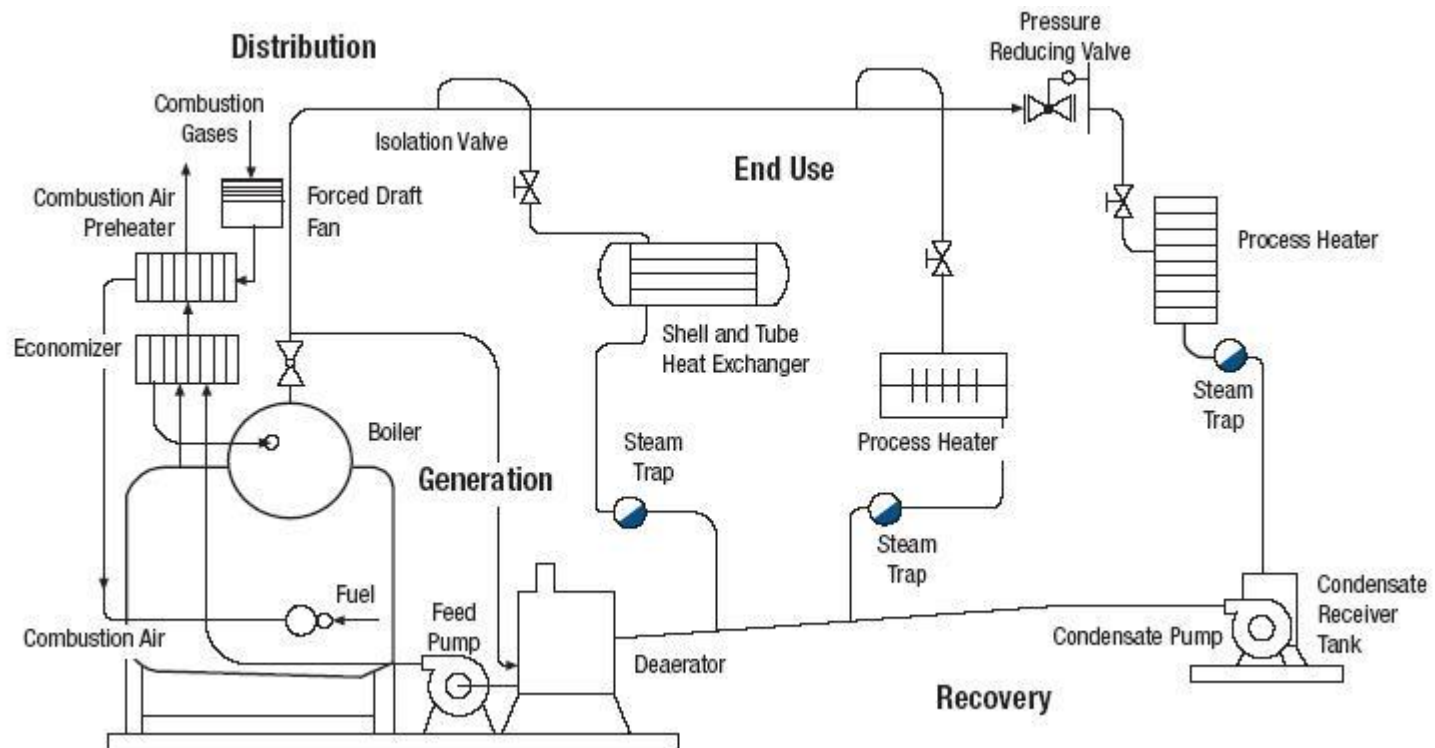 Distribution
Pressure
Reducing Valve
Combustion
Gases
Isolation Valve
End Use
Combustion Air
Preheater
Forced Draft
Fan
Process Heater
Economizer
Shell and Tube
Heat Exchanger
Steam
Trap
Boiler
Steam
Trap
Process Heater
Generation
Steam
Trap
Fuel
Feed
Pump
Condensate
Receiver
Tank
Combustion Air
Condensate Pump
Deaerator
Recovery